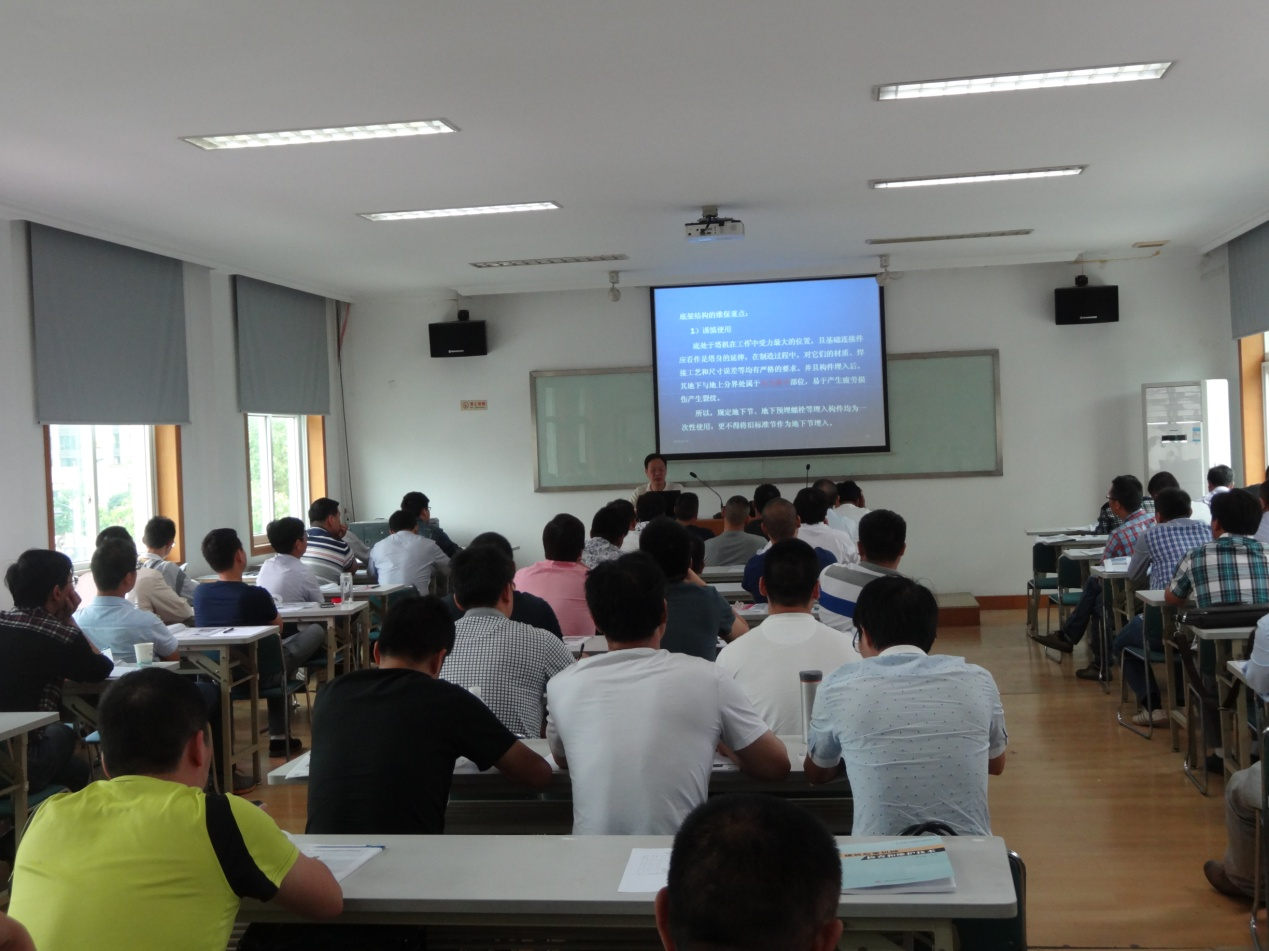 底架结构的维保重点：
1）谨慎使用
底处于塔机在工作中受力最大的位置，且基础连接件
应看作是塔身的延伸，在制造过程中，对它们的材质、焊
接工艺和尺寸误差等均有严格的要求。并且构件埋入后，
其地下与地上分界处属于部位，易于产生疲劳损
伤产生裂纹。
所以，规定地下节、地下预埋螺栓等埋入构件均为一
次性使用，更不得将旧标准节作为地下节埋入。